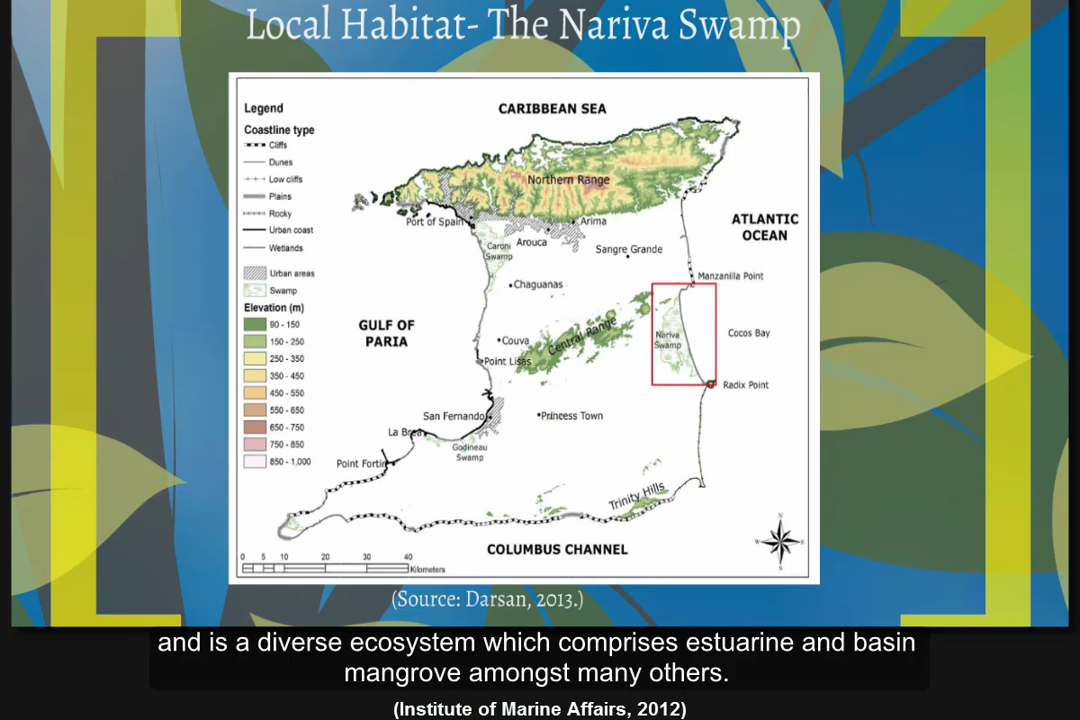 Local Habitat- The Nariva Swamp
Legend
Coastline type
Cliffs
Dunes
Low cliffs
Plains
Rocky
Urban coast
Wetlands
Urban areas
Swamp
Elevation (m)
90 - 150
150 - 250
250 - 350
350 - 450
450 - 550
550 - 650
650 - 750
750 - 850
850 - 1,000
CARIBBEAN SEA
Northern Range
Port of Spain
Arima
Arouca
Caroni
Swamp
Sangre Grande
ATLANTIC
OCEAN
Manzanilla Point
Chaguanas
GULF OF
PARIA
Central Range
Nariva
Swamp
Cocos Bay
Couva
Point Lisas
Radix Point
San Fernando
Princess Town
La Brea
Godineau
Swamp
Point Fortin
Trinity Hills
COLUMBUS CHANNEL
N
W
E
S
0 5 10 20 30 40
Kilometers
(Source: Darsan, 2013.)
and is a diverse ecosystem which comprises estuarine and basin
mangrove amongst many others.
(Institute of Marine Affairs, 2012)